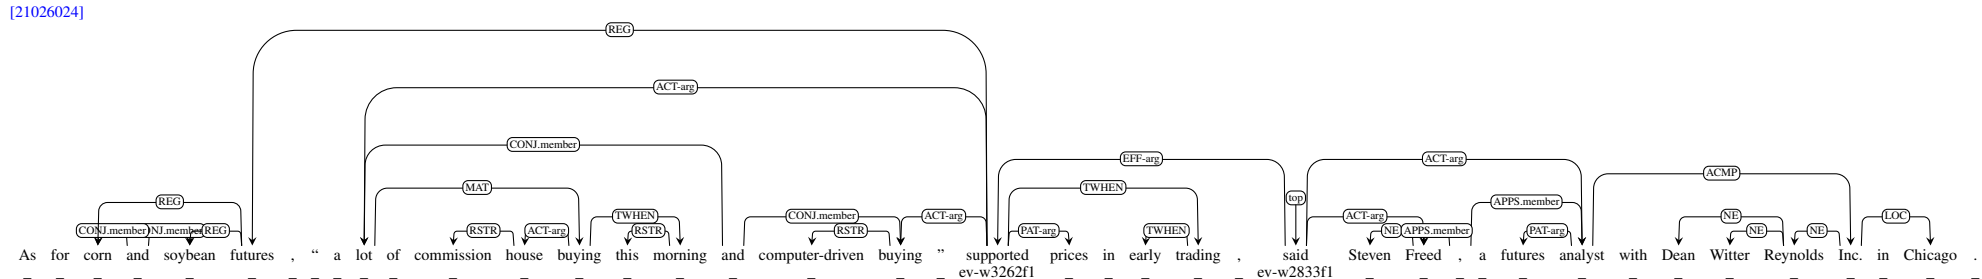 [21026024]
REG
ACT-arg
CONJ.member
EFF-arg ACT-arg
ACMP
MAT TWHEN
top
REG APPS.member
TWHEN CONJ.member ACT-arg ACT-arg NE LOC
CONJ.member NJ.member REG RSTR ACT-arg RSTR RSTR PAT-arg TWHEN NE APPS.member PAT-arg NE NE
As for corn and soybean futures , “ a lot of commission house buying this morning and computer-driven buying ” supported prices in early trading , said Steven Freed , a futures analyst with Dean Witter Reynolds Inc. in Chicago .
ev-w3262f1 ev-w2833f1
_ _ _ _ _ _ _ _ _ _ _ _ _ _ _ _ _ _ _ _ _ _ _ _ _ _ _ _ _ _ _ _ _ _ _ _ _ _ _